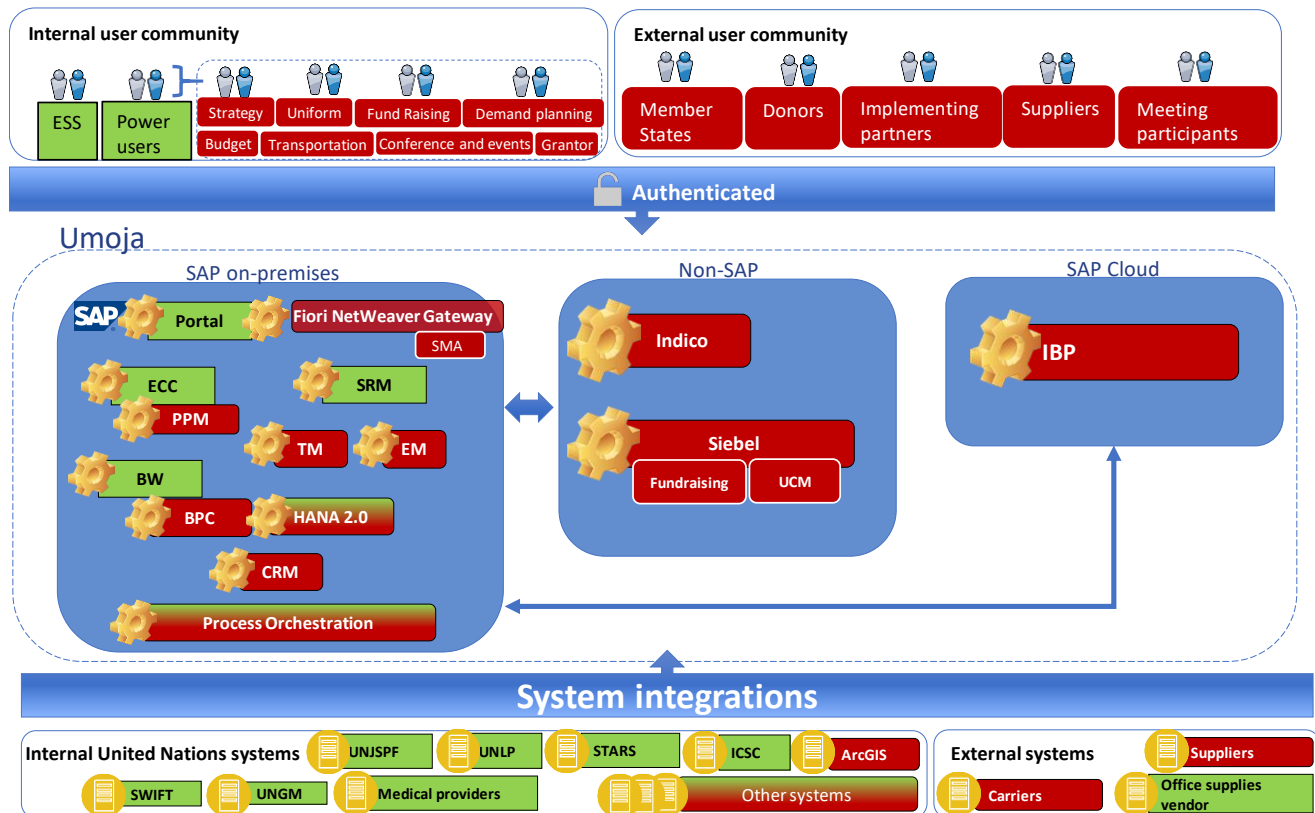 Internal user community
ESS
Power
users
Strategy
Uniform
Fund Raising
Demand planning
Budget
Transportation
Conference and events
Grantor
External user community
Member
States
Donors
Implementing
partners
Suppliers
Meeting
participants
Authenticated
Umoja
SAP on-premises
SAP
Portal
Fiori NetWeaver Gateway
SMA
ECC
SRM
PPM
TM
EM
BW
BPC
HANA 2.0
CRM
Process Orchestration
Non-SAP
Indico
Siebel
Fundraising
UCM
SAP Cloud
IBP
System integrations
Internal United Nations systems
UNJSPF
UNLP
STARS
ICSC
ArcGIS
SWIFT
UNGM
Medical providers
Other systems
External systems
Suppliers
Carriers
Office supplies
vendor